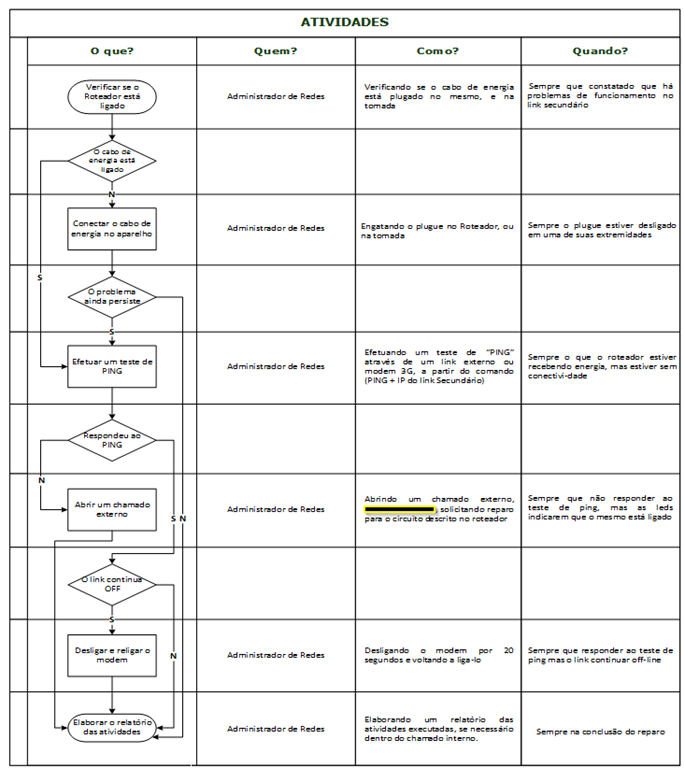 ATIVIDADES
O que?
Quem?
Como?
Quando?
Verificar se o
Roteador está
ligado
Administrador de Redes
Verificando se o cabo de energia
está plugado no mesmo, e na
tomada
Sempre que constatado que há
problemas de funcionamento no
link secundário
O cabo de
energia está
ligado
N
S
Conectar o cabo de
energia no aparelho
Administrador de Redes
Engatando o plugue no Roteador, ou
na tomada
Sempre o plugue estiver desligado
em uma de suas extremidades
O problema
ainda persiste
S
Efetuar um teste de
PING
Administrador de Redes
Efetuando um teste de "PING"
através de um link externo ou
modem 3G, a partir do comando
(PING + IP do link Secundário)
Sempre o que o roteador estiver
recebendo energia, mas estiver sem
conectivi-dade
Respondeu ao
PING
N
Abrir um chamado
externo
S N
Administrador de Redes
Abrindo um chamado externo,
, solicitando reparo
para o circuito descrito no roteador
Sempre que não responder ao
teste de ping, mas as leds
indicarem que o mesmo está ligado
O link continua
OFF
S
Desligar e religar o
modem
N
Administrador de Redes
Desligando o modem por 20
segundos e voltando a liga-lo
Sempre que responder ao teste de
ping mas o link continuar off-line
Elaborar o relatório
das atividades
Administrador de Redes
Elaborando um relatório das
atividades executadas, se necessário
dentro do chamado interno.
Sempre na conclusão do reparo